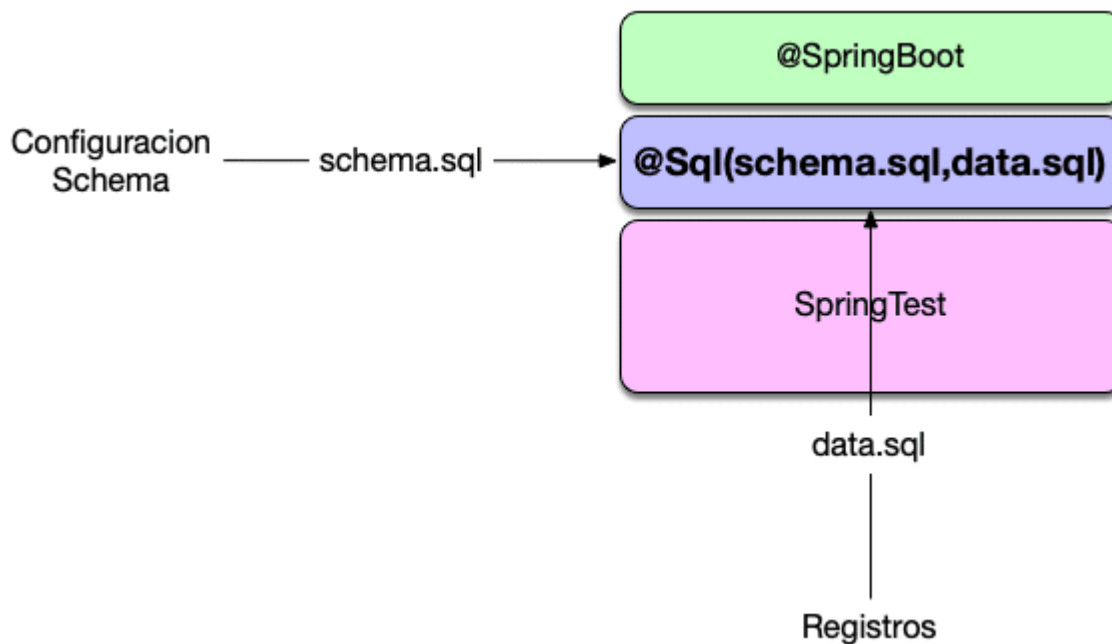 @SpringBoot
Configuracion
Schema
schema.sql
@Sql(schema.sql,data.sql)
SpringTest
data.sql
Registros